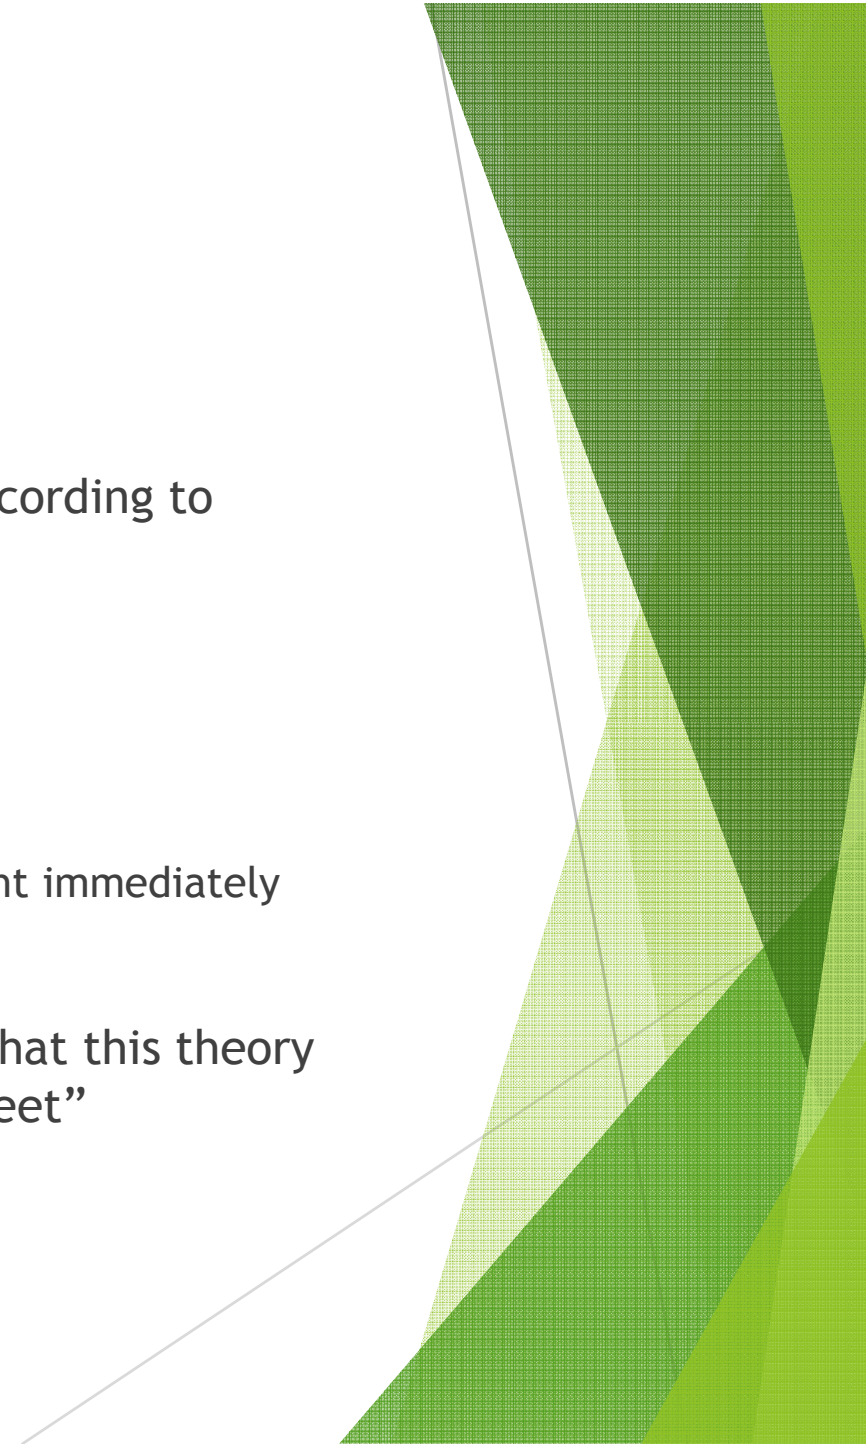 cording to
nt immediately
hat this theory
eet”